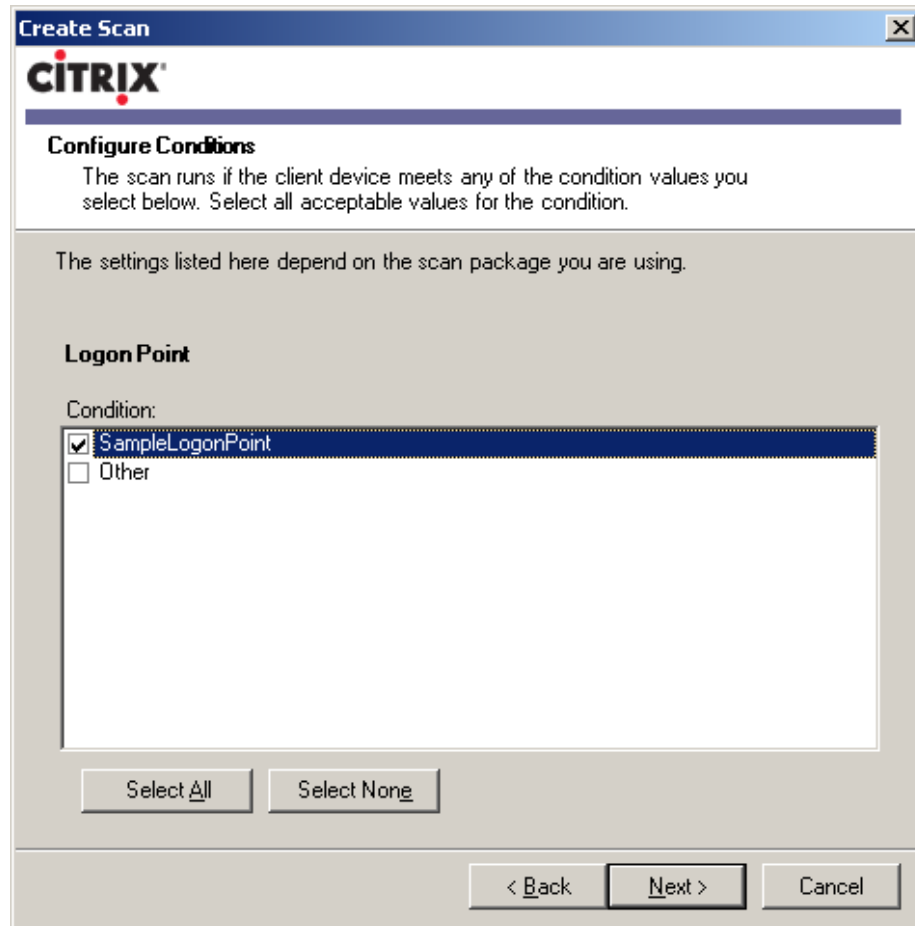 Create Scan
CİTRIX®
Configure Conditions
The scan runs if the client device meets any of the condition values you
select below. Select all acceptable values for the condition.
The settings listed here depend on the scan package you are using.
Logon Point
Condition:
SampleLogonPoint
Other
Select All
Select None
< Back
Next >
Cancel